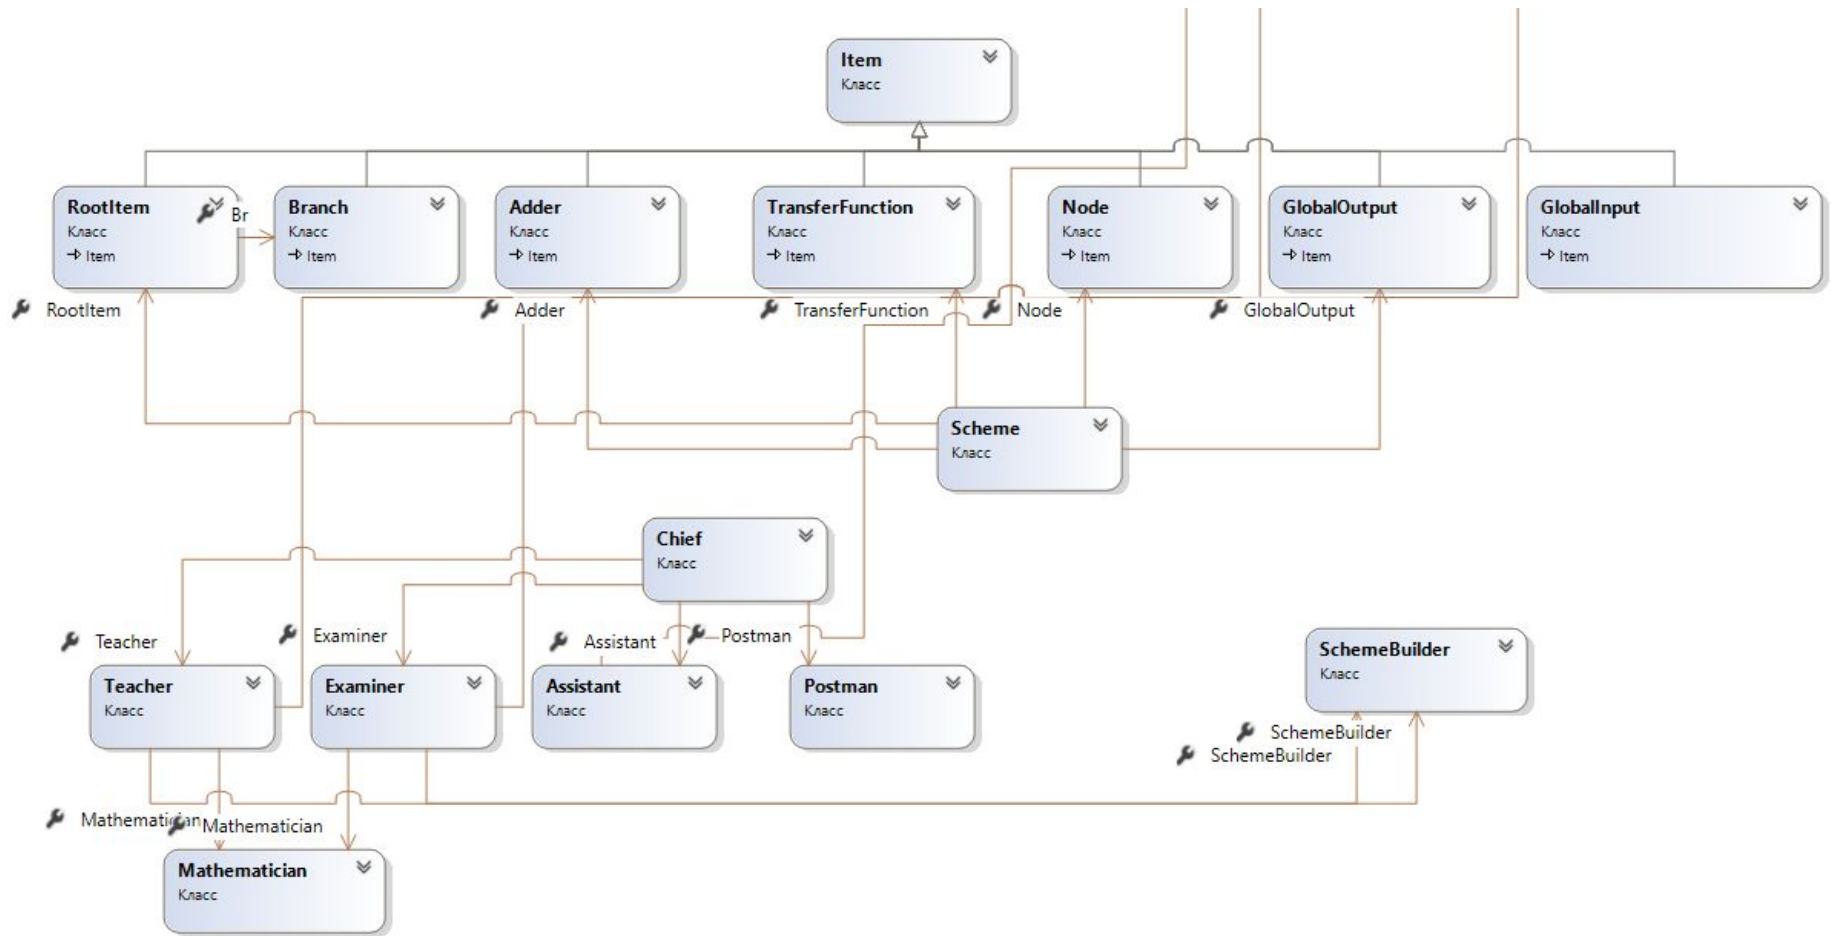 Item
Класс
RootItem
Класс
Item
Br
Branch
Класс
Item
Adder
Класс
Item
TransferFunction
Класс
Item
Node
Класс
Item
GlobalOutput
Класс
Item
GlobalInput
Класс
Item
RootItem
Adder
TransferFunction
Node
GlobalOutput
Scheme
Класс
Chief
Класс
Teacher
Examiner
Assistant
Postman
Teacher
Класс
Examiner
Класс
Assistant
Класс
Postman
Класс
SchemeBuilder
Класс
SchemeBuilder
SchemeBuilder
Mathematician
Mathematician
Mathematician
Класс